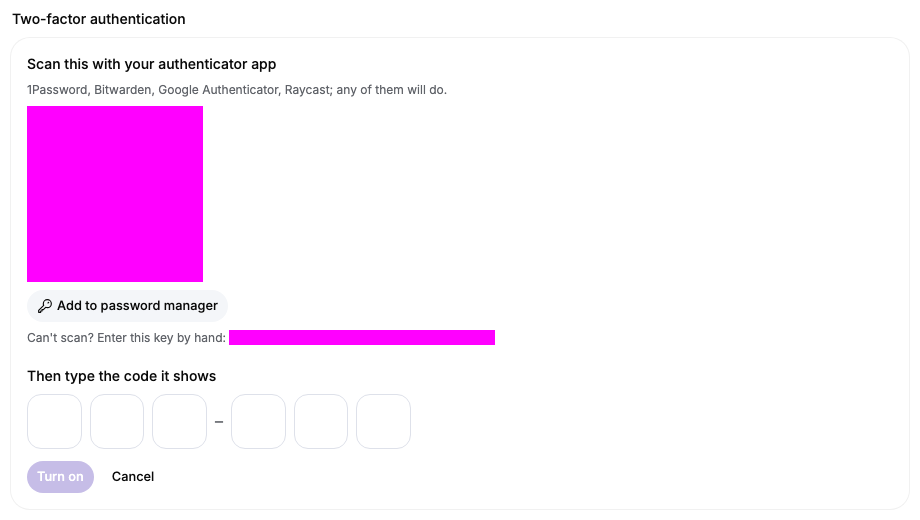 Two-factor authentication
Scan this with your authenticator app
1Password, Bitwarden, Google Authenticator, Raycast; any of them will do.
Add to password manager
Can't scan? Enter this key by hand:
Then type the code it shows
–
Turn on
Cancel